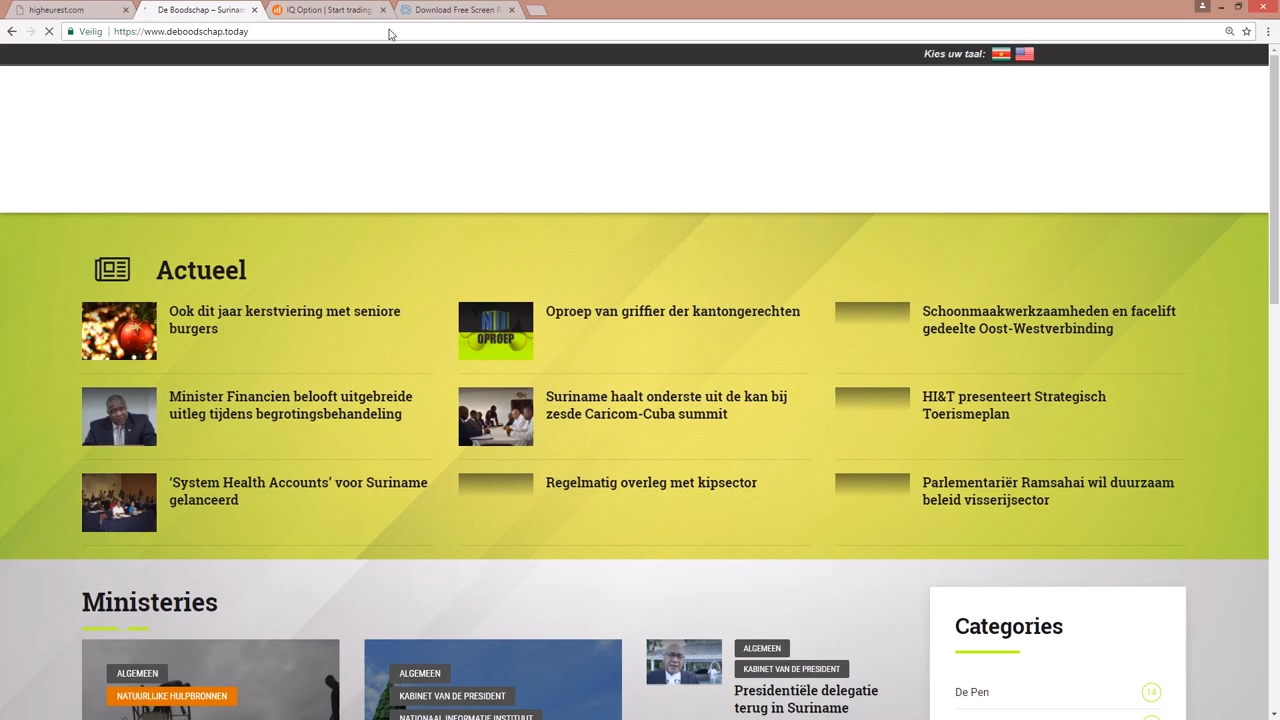 higheurest.com
De Boodschap – Surinam
IQ Option | Start trading
Download Free Screen R
Veilig
https://www.deboodschap.today
Kies uw taal:
Actueel
Ook dit jaar kerstviering met seniore
burgers
OPROEP
Oproep van griffier der kantongerechten
Schoonmaakwerkzaamheden en facelift
gedeelte Oost-Westverbinding
Minister Financien belooft uitgebreide
uitleg tijdens begrotingsbehandeling
Suriname haalt onderste uit de kan bij
zesde Caricom-Cuba summit
HI&T presenteert Strategisch
Toerismeplan
‘System Health Accounts’ voor Suriname
gelanceerd
Regelmatig overleg met kipsector
Parlementariër Ramsahai wil duurzaam
beleid visserijsector
Ministeries
ALGEMEEN
NATUURLIJKE HULPBRONNEN
ALGEMEEN
KABINET VAN DE PRESIDENT
NATIONAAL INFORMATIE INSTITUUT
ALGEMEEN
KABINET VAN DE PRESIDENT
Presidentiële delegatie
terug in Suriname
Categories
De Pen
14